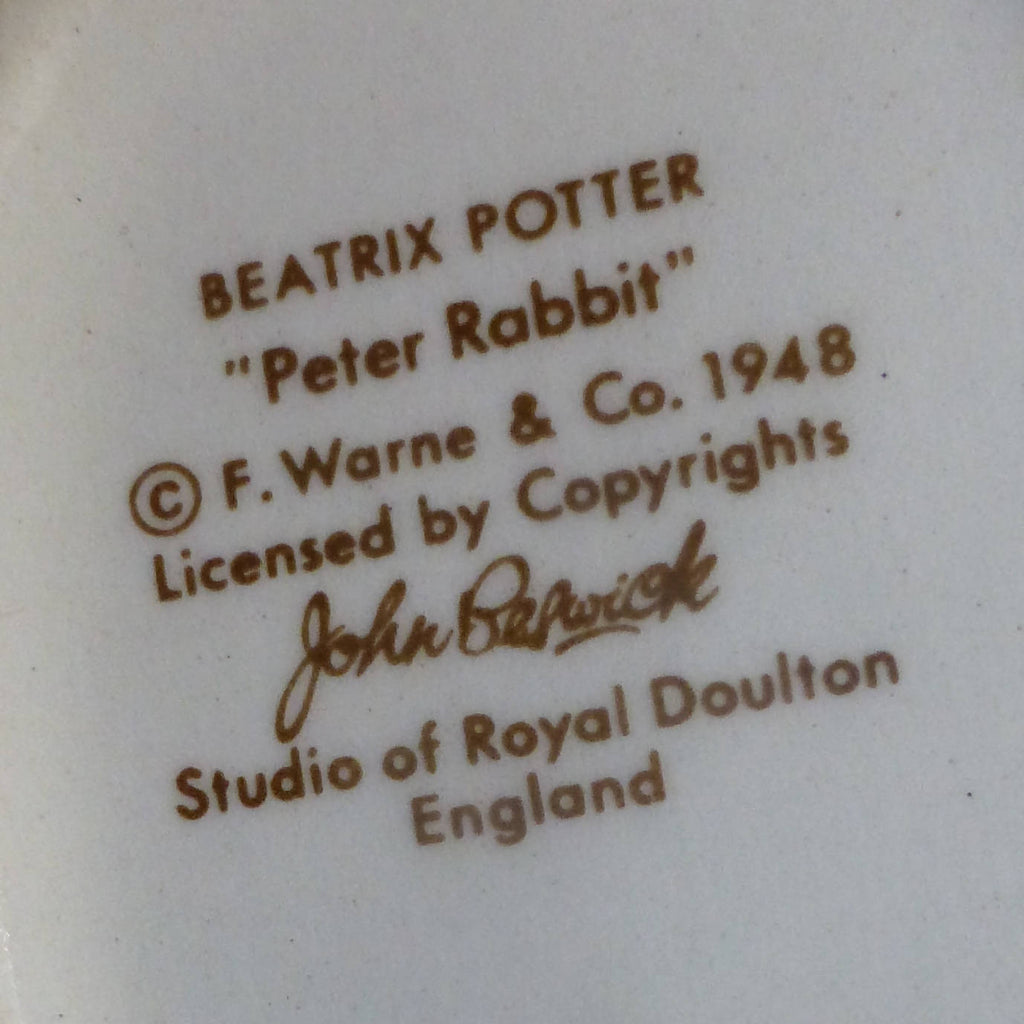 BEATRIX POTTER
"Peter Rabbit"
© F. Warne & Co. 1948
Licensed by Copyrights
John Beswick
Studio of Royal Doulton
England